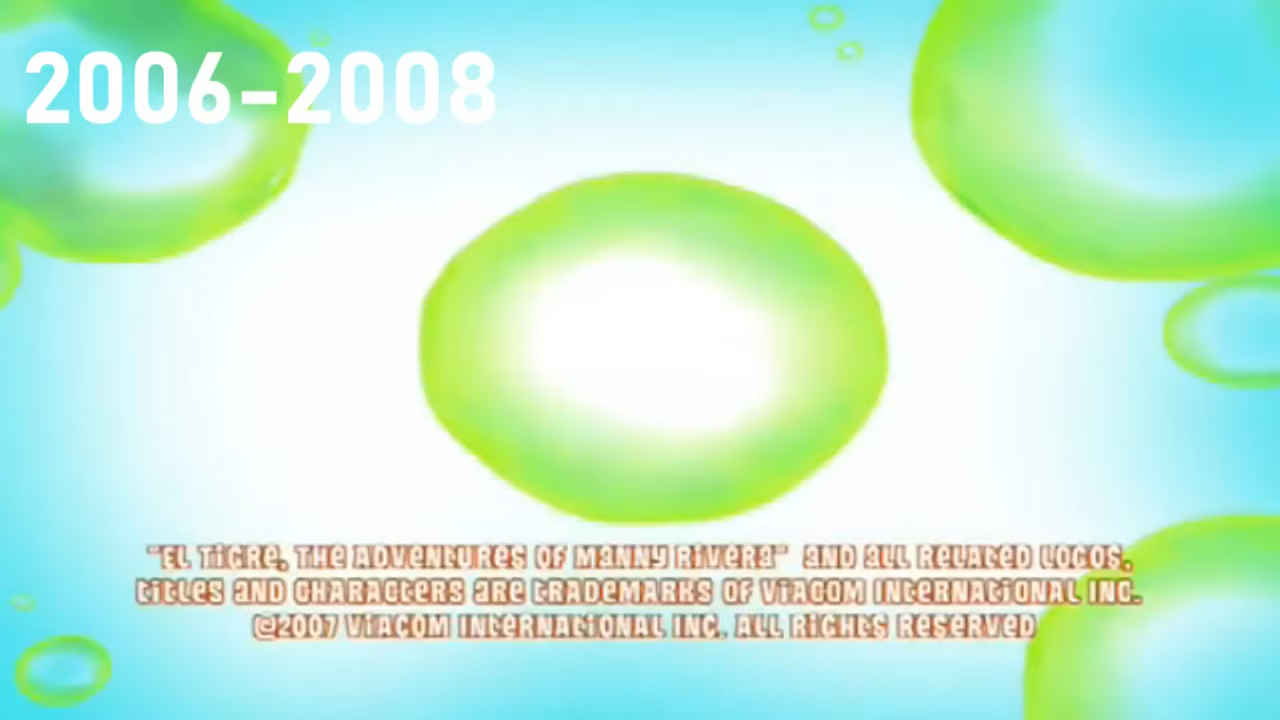 2006-2008
"EL TiGRe, THe ADVENtURES OF MaNNY RiVERa" aND aLL RELatED LOGOS,
titLES aND CHARACtERS aRE tRADEMARKS OF ViACOM INtERNAtiONAL INC.
@2007 ViACOM INtERNAtiONAL INC. ALL RiGHtS ReSeRVeD